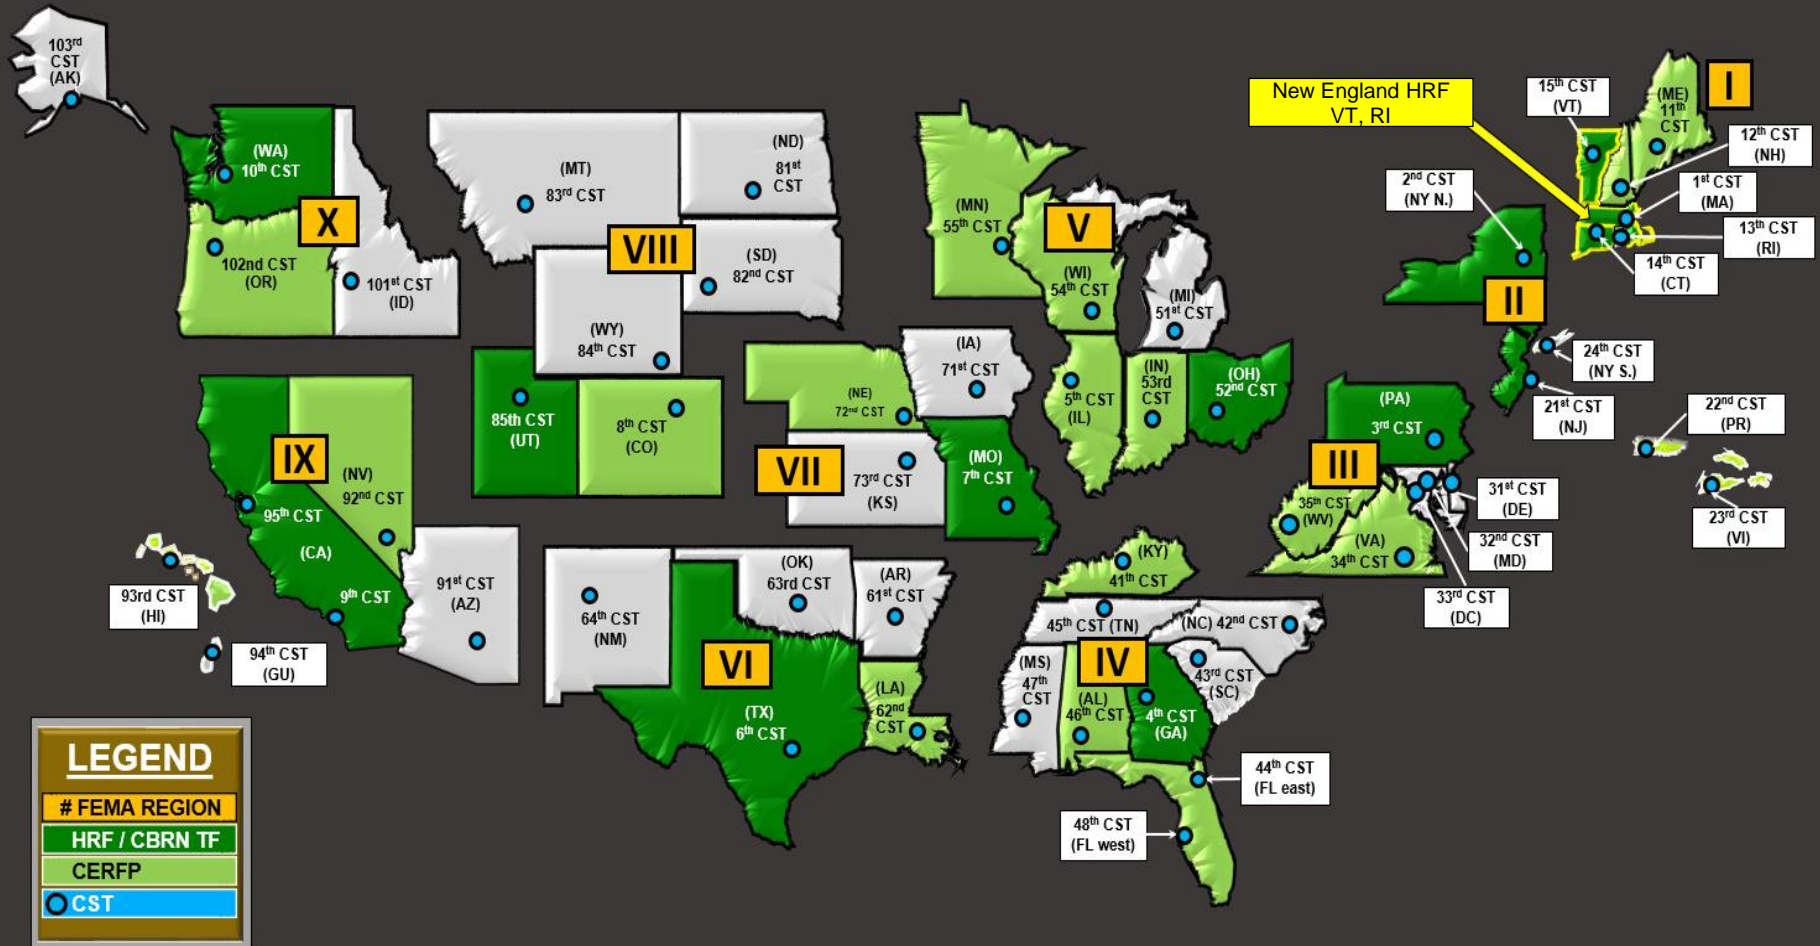 103rd
CST
(AK)
(WA)
10th CST
X
102nd CST
(OR)
101st CST
(ID)
(MT)
83rd CST
(ND)
81st
CST
VIII
(SD)
82nd CST
(WY)
84th CST
85th CST
(UT)
8th CST
(CO)
IX
(NV)
92nd CST
95th CST
(CA)
9th CST
91st CST
(AZ)
93rd CST
(HI)
94th CST
(GU)
(MN)
55th CST
V
(WI)
54th CST
(MI)
51st CST
(IA)
71st CST
(NE)
72nd CST
5th CST
(IL)
(IN)
53rd
CST
(OH)
52nd CST
VII
73rd CST
(KS)
(MO)
7th CST
64th CST
(NM)
(OK)
63rd CST
(AR)
61st CST
VI
(TX)
6th CST
(LA)
62nd
CST
(KY)
41th CST
45th CST (TN)
(NC) 42nd CST
IV
(MS)
47th
CST
(AL)
46th CST
4th CST
(GA)
43rd CST
(SC)
44th CST
(FL east)
48th CST
(FL west)
New England HRF
VT, RI
15th CST
(VT)
(ME)
11th
CST
I
12th CST
(NH)
1st CST
(MA)
13th CST
(RI)
14th CST
(CT)
2nd CST
(NY N.)
II
24th CST
(NY S.)
21st CST
(NJ)
22nd CST
(PR)
23rd CST
(VI)
(PA)
3rd CST
III
35th CST
(WV)
(VA)
34th CST
31st CST
(DE)
32nd CST
(MD)
33rd CST
(DC)
LEGEND
# FEMA REGION
HRF / CBRN TF
CERFP
CST